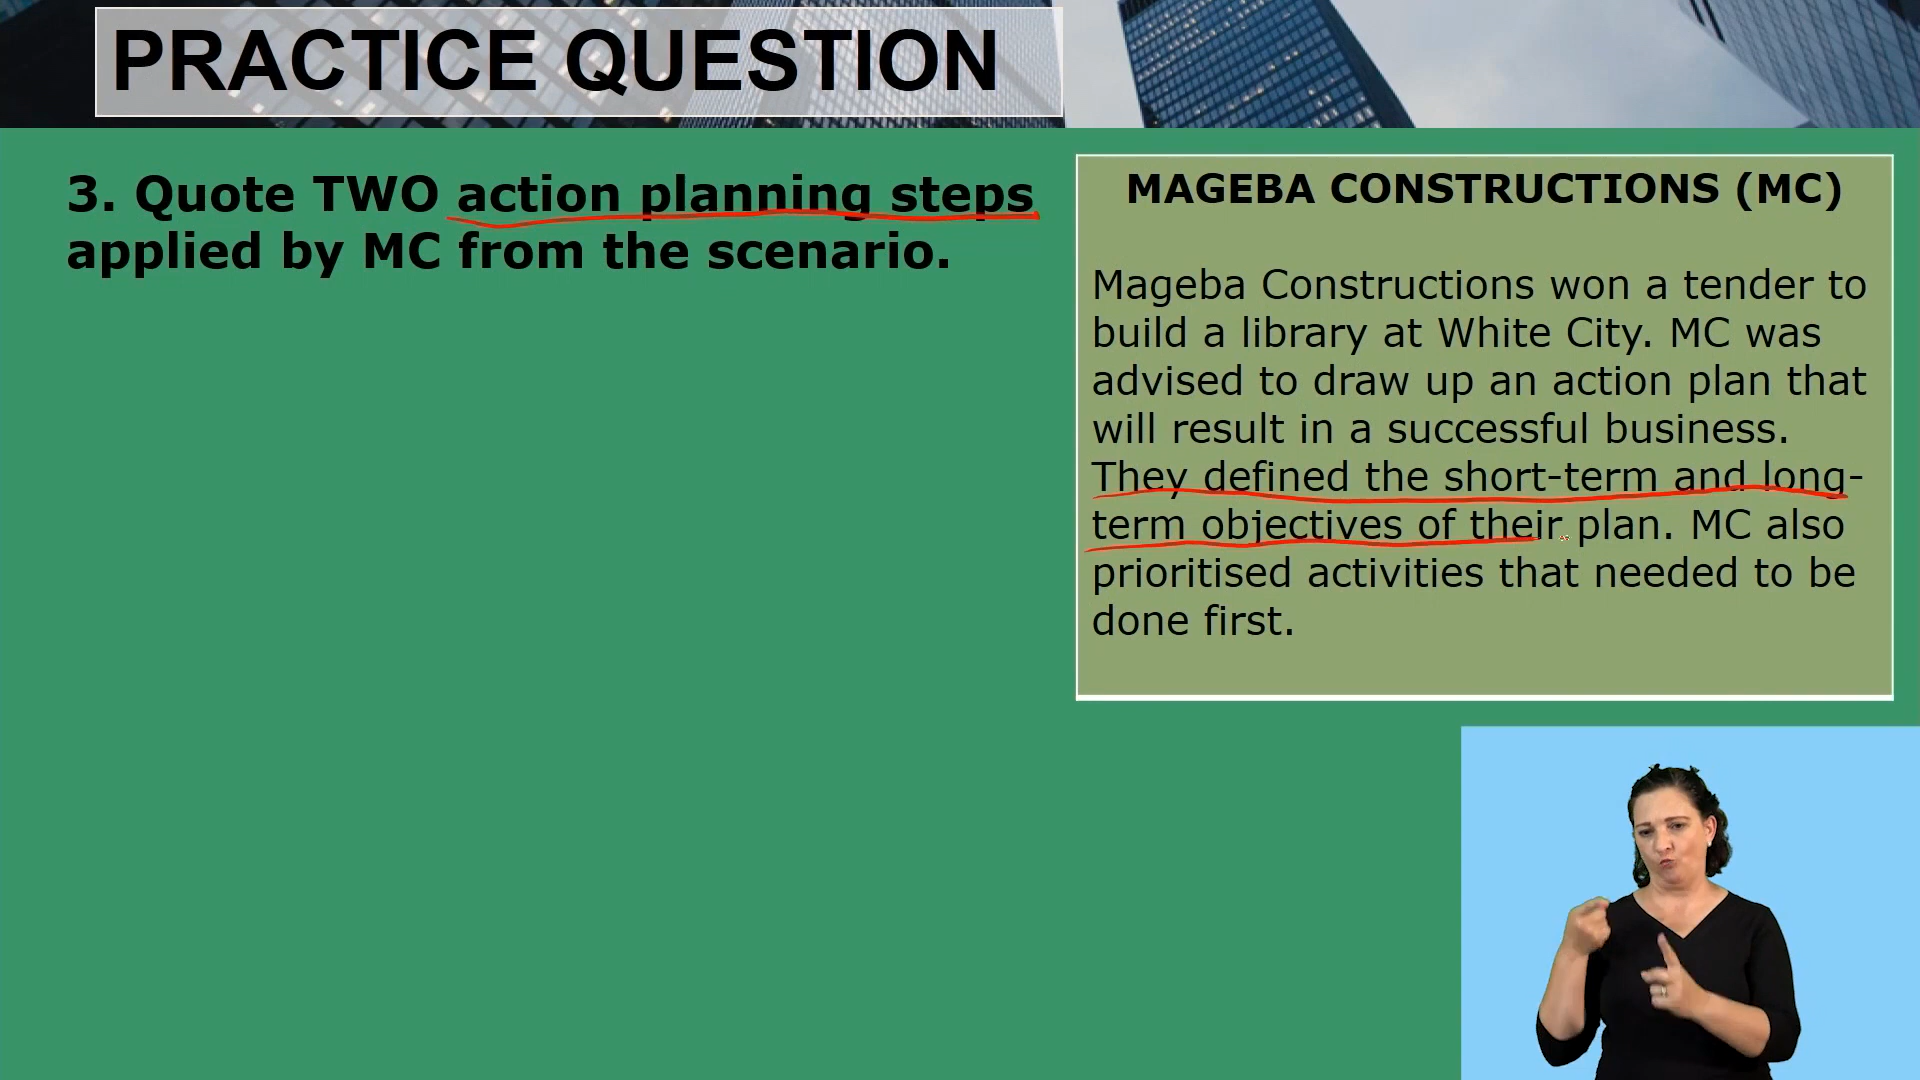 PRACTICE QUESTION
3. Quote TWO action planning steps
applied by MC from the scenario.
MAGEBA CONSTRUCTIONS (MC)
Mageba Constructions won a tender to
build a library at White City. MC was
advised to draw up an action plan that
will result in a successful business.
They defined the short-term and long-
term objectives of their plan. MC also
prioritised activities that needed to be
done first.